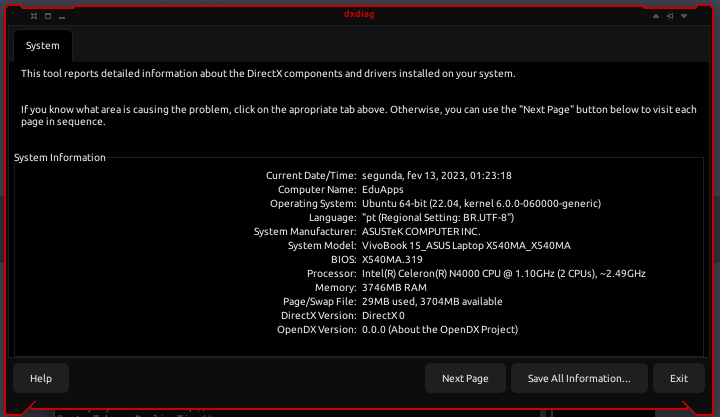 dxdiag
System
This tool reports detailed information about the DirectX components and drivers installed on your system.
If you know what area is causing the problem, click on the apropriate tab above. Otherwise, you can use the "Next Page" button below to visit each
page in sequence.
System Information
Current Date/Time: segunda, fev 13, 2023, 01:23:18
Computer Name: EduApps
Operating System: Ubuntu 64-bit (22.04, kernel 6.0.0-060000-generic)
Language: "pt (Regional Setting: BR.UTF-8")
System Manufacturer: ASUSTeK COMPUTER INC.
System Model: VivoBook 15_ASUS Laptop X540MA_X540MA
BIOS: X540MA.319
Processor: Intel(R) Celeron(R) N4000 CPU @ 1.10GHz (2 CPUs), ~2.49GHz
Memory: 3746MB RAM
Page/Swap File: 29MB used, 3704MB available
DirectX Version: DirectX 0
OpenDX Version: 0.0.0 (About the OpenDX Project)
Help
Next Page
Save All Information...
Exit